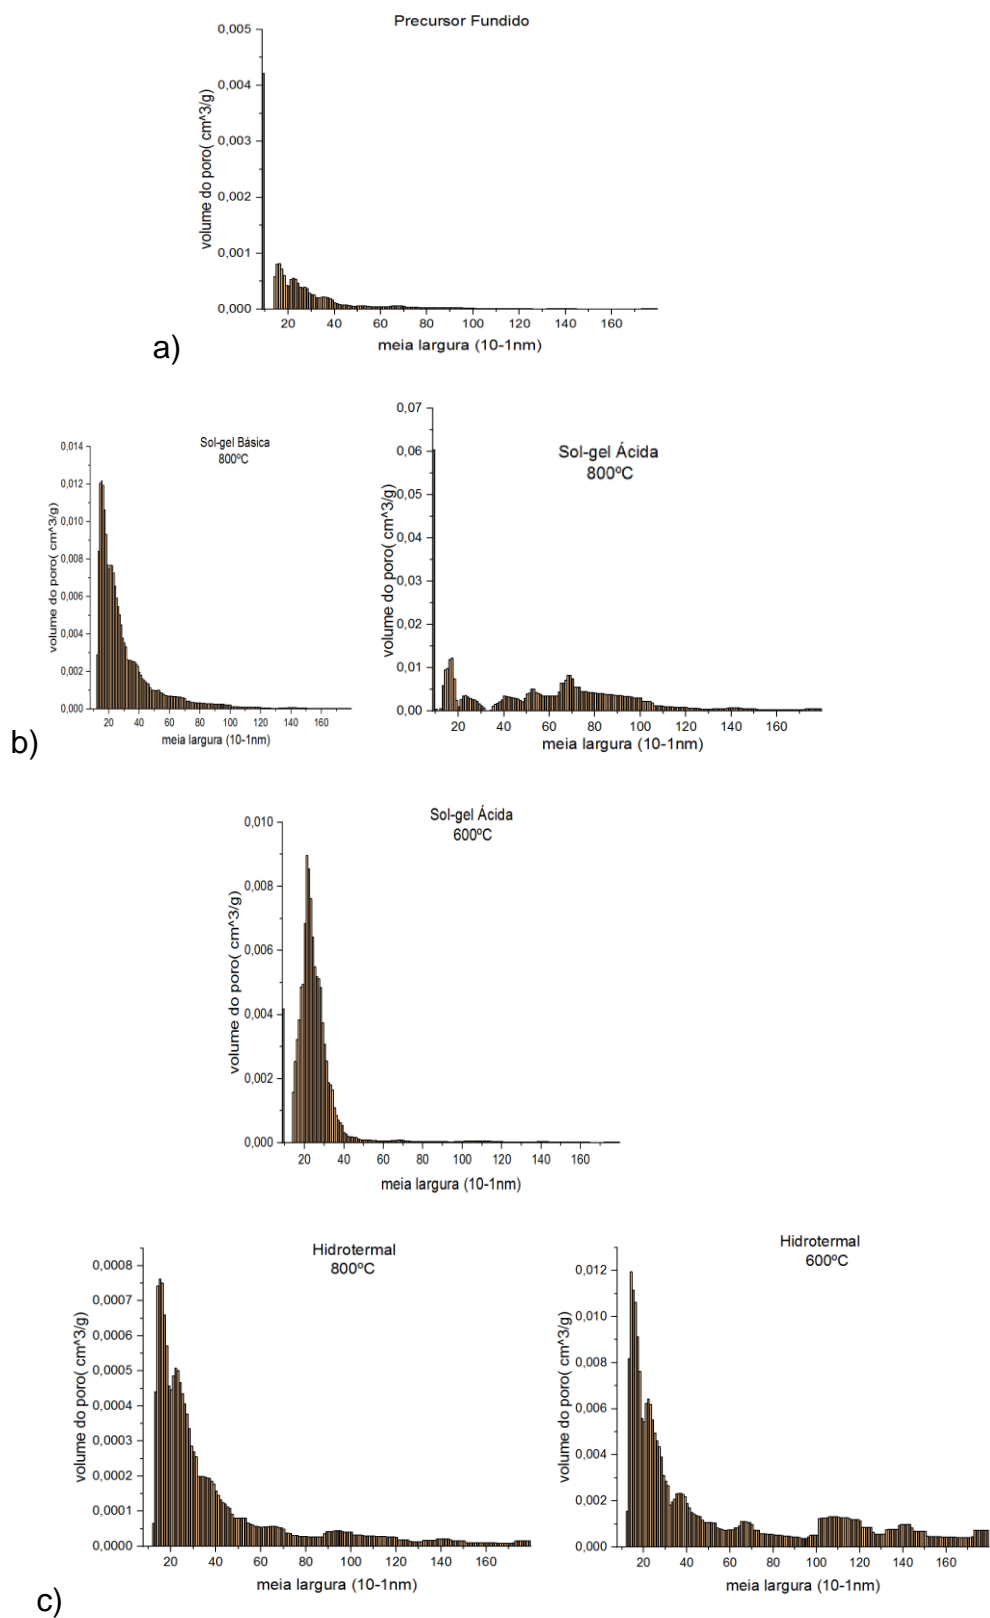 Precursor Fundido
0,005
0,004
0,003
0,002
0,001
0,000
volume do poro( cm^3/g)
20 40 60 80 100 120 140 160
meia largura (10-1nm)
a)
Sol-gel Básica
800ºC
0,014
0,012
0,010
0,008
0,006
0,004
0,002
0,000
volume do poro( cm^3/g)
20 40 60 80 100 120 140 160
meia largura (10-1nm)
b)
Sol-gel Ácida
800ºC
0,07
0,06
0,05
0,04
0,03
0,02
0,01
0,00
volume do poro( cm^3/g)
20 40 60 80 100 120 140 160
meia largura (10-1nm)
Sol-gel Ácida
600ºC
0,010
0,008
0,006
0,004
0,002
0,000
volume do poro( cm^3/g)
20 40 60 80 100 120 140 160
meia largura (10-1nm)
Hidrotermal
800ºC
0,0008
0,0007
0,0006
0,0005
0,0004
0,0003
0,0002
0,0001
0,0000
volume do poro( cm^3/g)
20 40 60 80 100 120 140 160
meia largura (10-1nm)
c)
Hidrotermal
600ºC
0,012
0,010
0,008
0,006
0,004
0,002
0,000
volume do poro( cm^3/g)
20 40 60 80 100 120 140 160
meia largura (10-1nm)